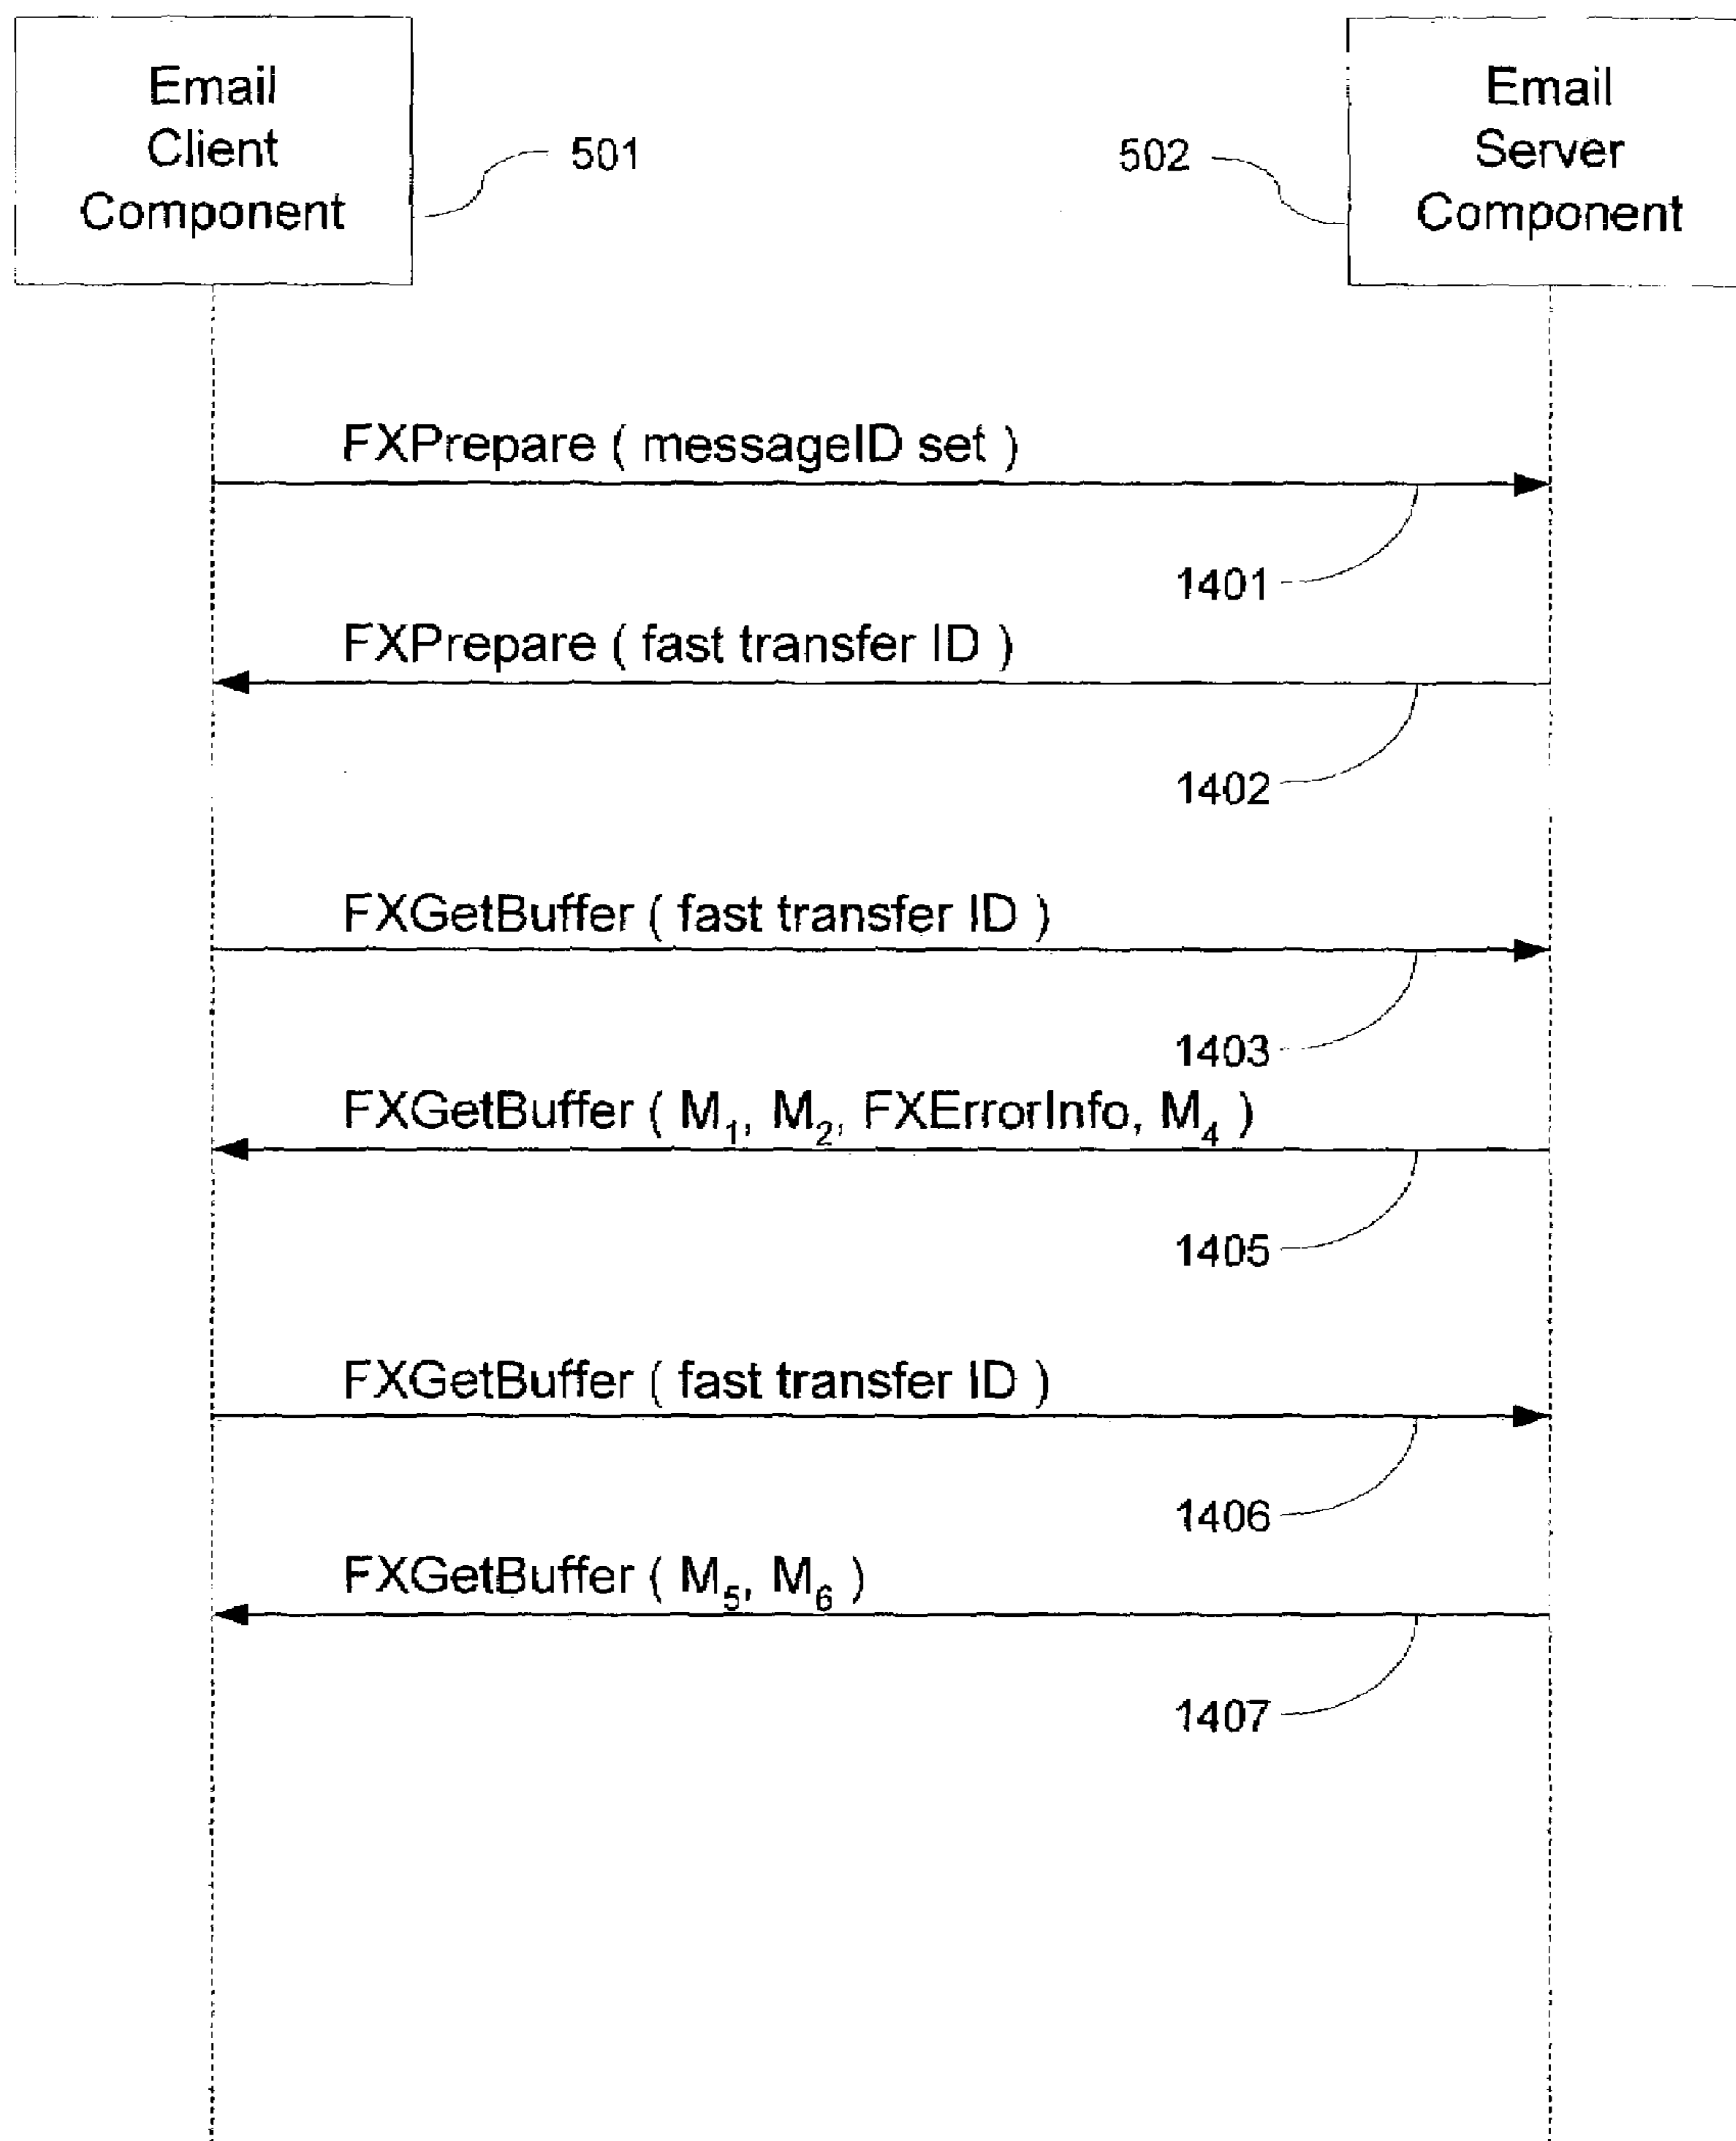 Email
Client
Component
501
502
Email
Server
Component
FXPrepare ( messageID set )
1401
FXPrepare ( fast transfer ID )
1402
FXGetBuffer ( fast transfer ID )
1403
FXGetBuffer ( M1, M2, FXErrorInfo, M4 )
1405
FXGetBuffer ( fast transfer ID )
1406
FXGetBuffer ( M5, M6 )
1407